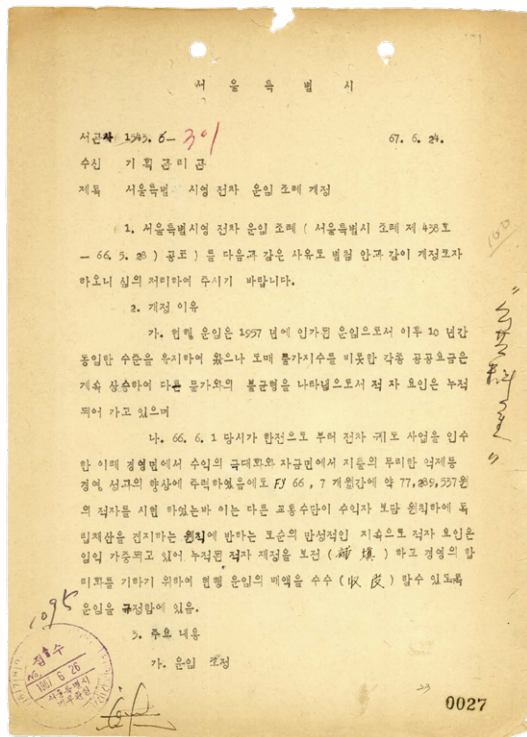 서 울 특 별 시
서관차 1543. 6- 301 67. 6. 24.
수신 기획관리관
제목 서울특별시영 전차 운임 조례 개정
1. 서울특별시영 전차 운임 조례 ( 서울특별시 조례 제 438호
- 66. 5. 28 ) 공포 ) 를 다음과 같은 사유로 별첨 안과 같이 개정코자
하오니 심의 처리하여 주시기 바랍니다.
2. 개정 이유
가. 현행 운임은 1957 년에 인가된 운임으로서 이후 10 년간
동일한 수준을 유지하여 왔으나 도매 물가지수를 비롯한 각종 공공요금은
계속 상승하여 다른 물가와의 불균형을 나타냄으로서 적자 요인은 누적
되어 가고 있으며
나. 66. 6. 1 당시가 한전으로 부터 전차 궤도 사업을 인수
한 이래 경영면에서 수익의 극대화와 자금면에서 지출의 무리한 억제등
경영 성과의 향상에 주력하였음에도 FY 66, 7 개월간에 약 77,289,557원
의 적자를 시현 하였는바 이는 다른 교통수단이 수익자 부담 원칙하에 독
립채산을 견지하는 원칙에 반하는 모순의 만성적인 지속으로 적자 요인은
일익 가중되고 있어 누적된 적자 재정을 보전 ( 補塡 ) 하고 경영의 합
리화를 기하기 위하여 현행 운임의 배액을 수수 ( 收受 ) 할수 있도록
운임을 규정함에 있음.
3. 주요 내용
가. 운임 조정
1095
접수
No.
1967 6 26
서울특별시
23
0027
100